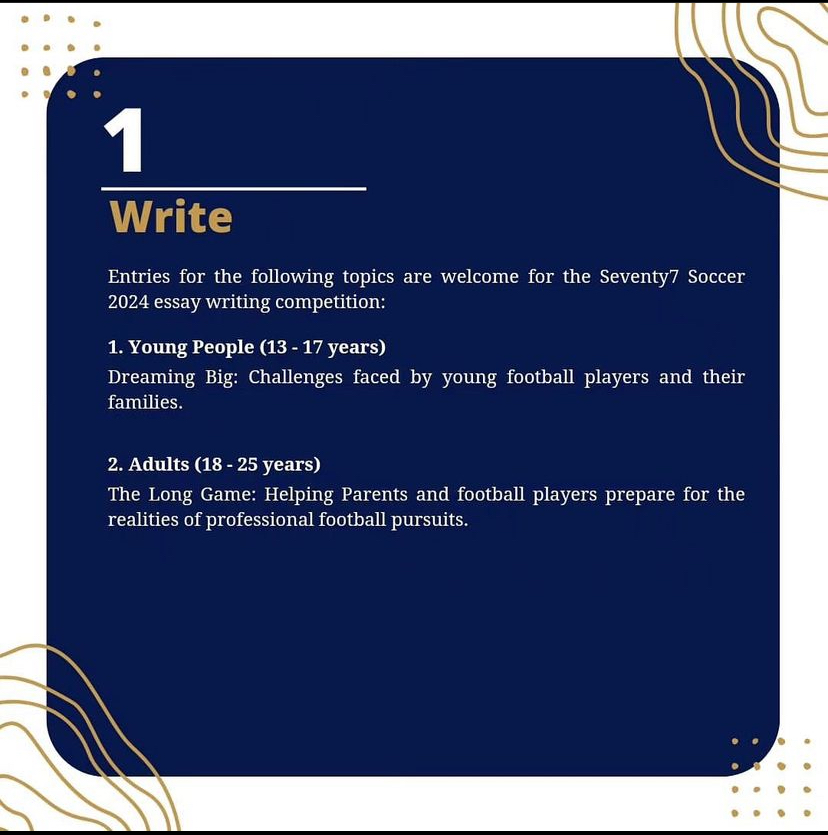 1
Write
Entries for the following topics are welcome for the Seventy7 Soccer
2024 essay writing competition:
1. Young People (13 - 17 years)
Dreaming Big: Challenges faced by young football players and their
families.
2. Adults (18 - 25 years)
The Long Game: Helping Parents and football players prepare for the
realities of professional football pursuits.